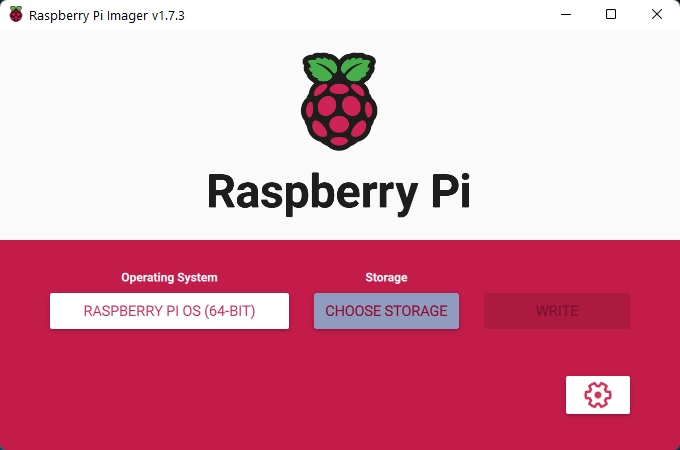 Raspberry Pi Imager v1.7.3
Raspberry Pi
Operating System
Storage
RASPBERRY PI OS (64-BIT)
CHOOSE STORAGE
WRITE